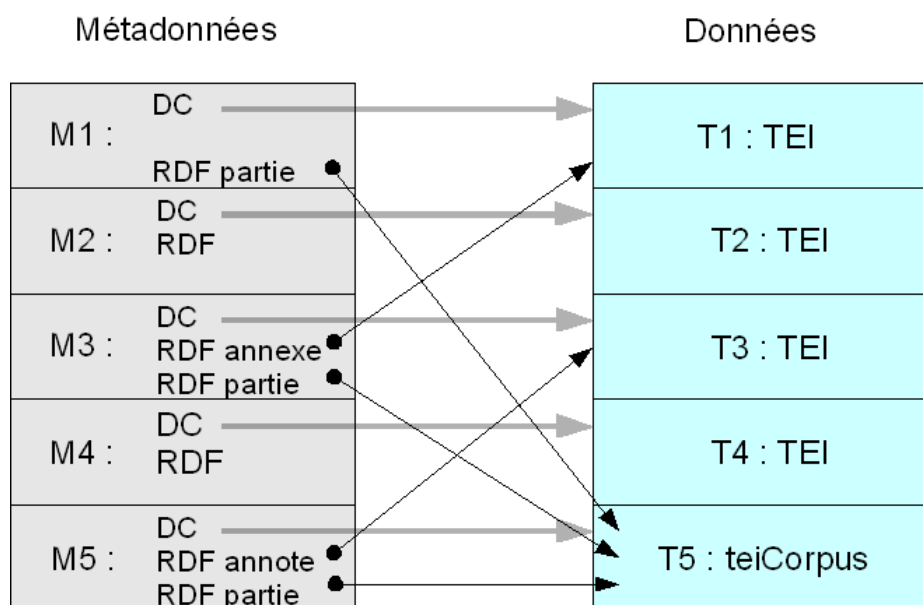 Métadonnées
Données
M1 :
DC
RDF partie
T1 : TEI
M2 :
DC
RDF
T2 : TEI
M3 :
DC
RDF annexe
RDF partie
T3 : TEI
M4 :
DC
RDF
T4 : TEI
M5 :
DC
RDF annote
RDF partie
T5 : teiCorpus